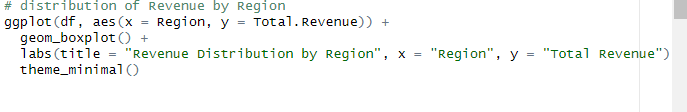 # distribution of Revenue by Region
ggplot(df, aes(x = Region, y = Total.Revenue)) +
  geom_boxplot() +
  labs(title = "Revenue Distribution by Region", x = "Region", y = "Total Revenue")
  theme_minimal()